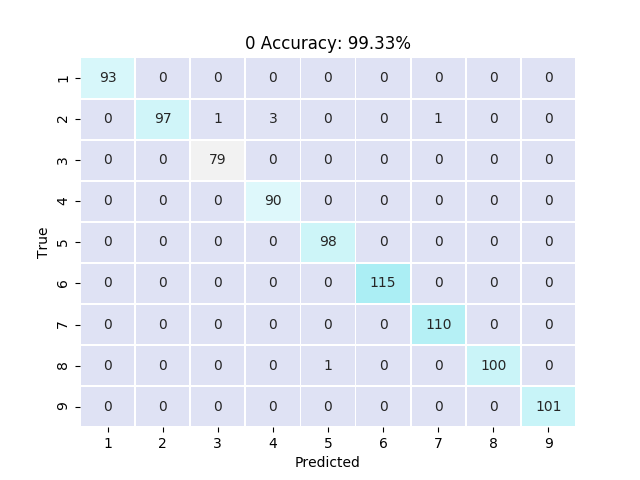 0 Accuracy: 99.33%
1 93 0 0 0 0 0 0 0 0
2 0 97 1 3 0 0 1 0 0
3 0 0 79 0 0 0 0 0 0
4 0 0 0 90 0 0 0 0 0
5 0 0 0 0 98 0 0 0 0
6 0 0 0 0 0 115 0 0 0
7 0 0 0 0 0 0 110 0 0
8 0 0 0 0 1 0 0 100 0
9 0 0 0 0 0 0 0 0 101
True
1 2 3 4 5 6 7 8 9
Predicted